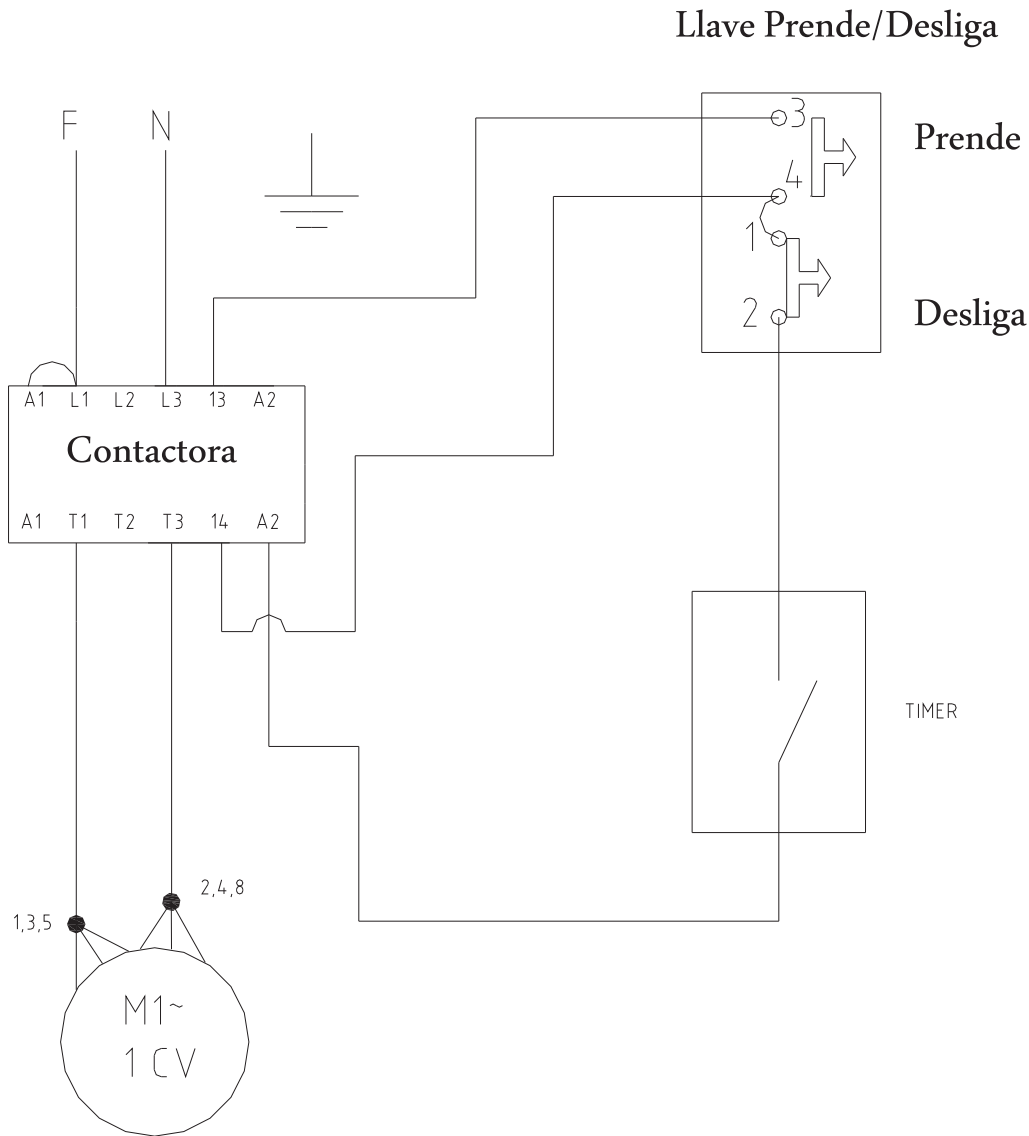 Llave Prende/Desliga
F N
3
Prende
4
1
2
Desliga
A1 L1 L2 L3 13 A2
Contactora
A1 T1 T2 T3 14 A2
TIMER
2,4,8
1,3,5
M1~
1 CV